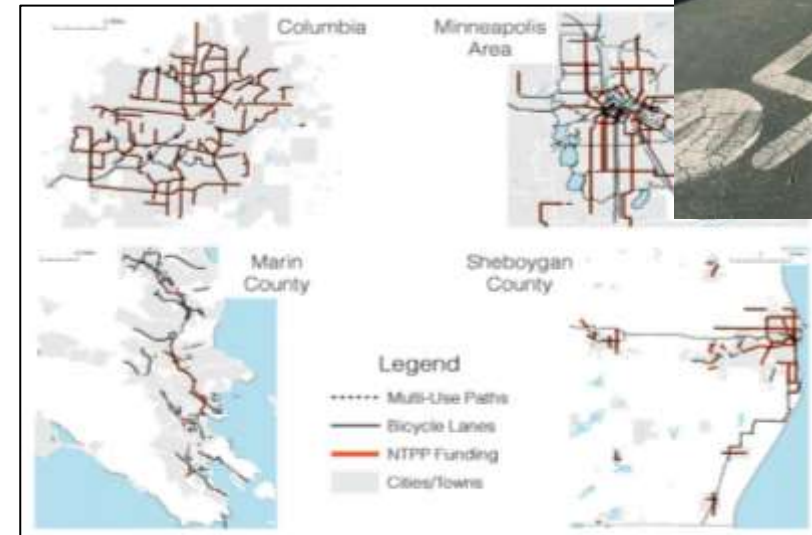 Columbia
Minneapolis
Area
Marin
County
Sheboygan
County
Legend
Multi-Use Paths
Bicycle Lanes
NTPP Funding
Cities/Towns